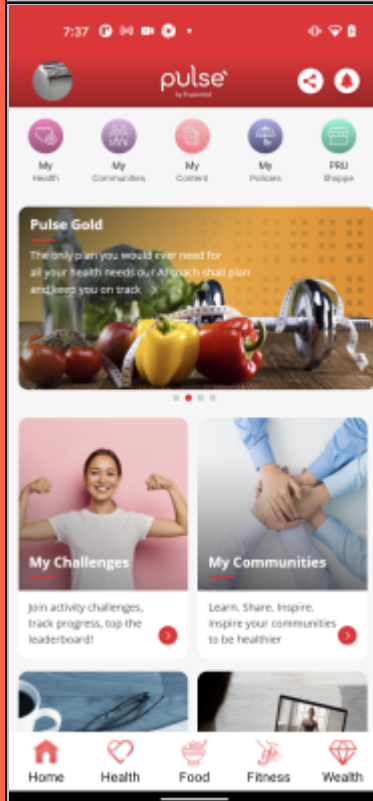 7:37
pulse
by Prudential
My
Health
My
Communities
My
Content
My
Policies
PRU
Shoppe
Pulse Gold
The only plan you would ever need for
all your health needs our AI coach shall plan
and keep you on track >
My Challenges
Join activity challenges,
track progress, top the
leaderboard!
My Communities
Learn. Share. Inspire.
Inspire your communities
to be healthier
Home
Health
Food
Fitness
Wealth